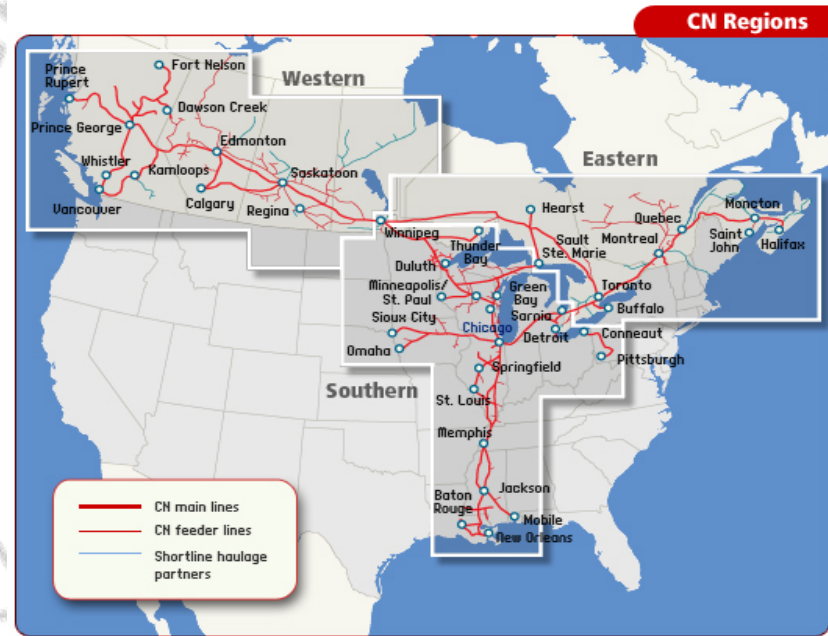 CN Regions
Western
Prince
Rupert
Fort Nelson
Dawson Creek
Prince George
Edmonton
Whistler
Kamloops
Saskatoon
Vancouver
Calgary
Regina
Winnipeg
Eastern
Hearst
Moncton
Quebec
Thunder
Bay
Sault
Ste. Marie
Montreal
Saint
John
Halifax
Duluth
Minneapolis/
St. Paul
Green
Bay
Toronto
Sioux City
Sarnia
Buffalo
Chicago
Detroit
Conneaut
Omaha
Pittsburgh
Springfield
Southern
St. Louis
Memphis
Jackson
Baton
Rouge
Mobile
New Orleans
CN main lines
CN feeder lines
Shortline haulage
partners